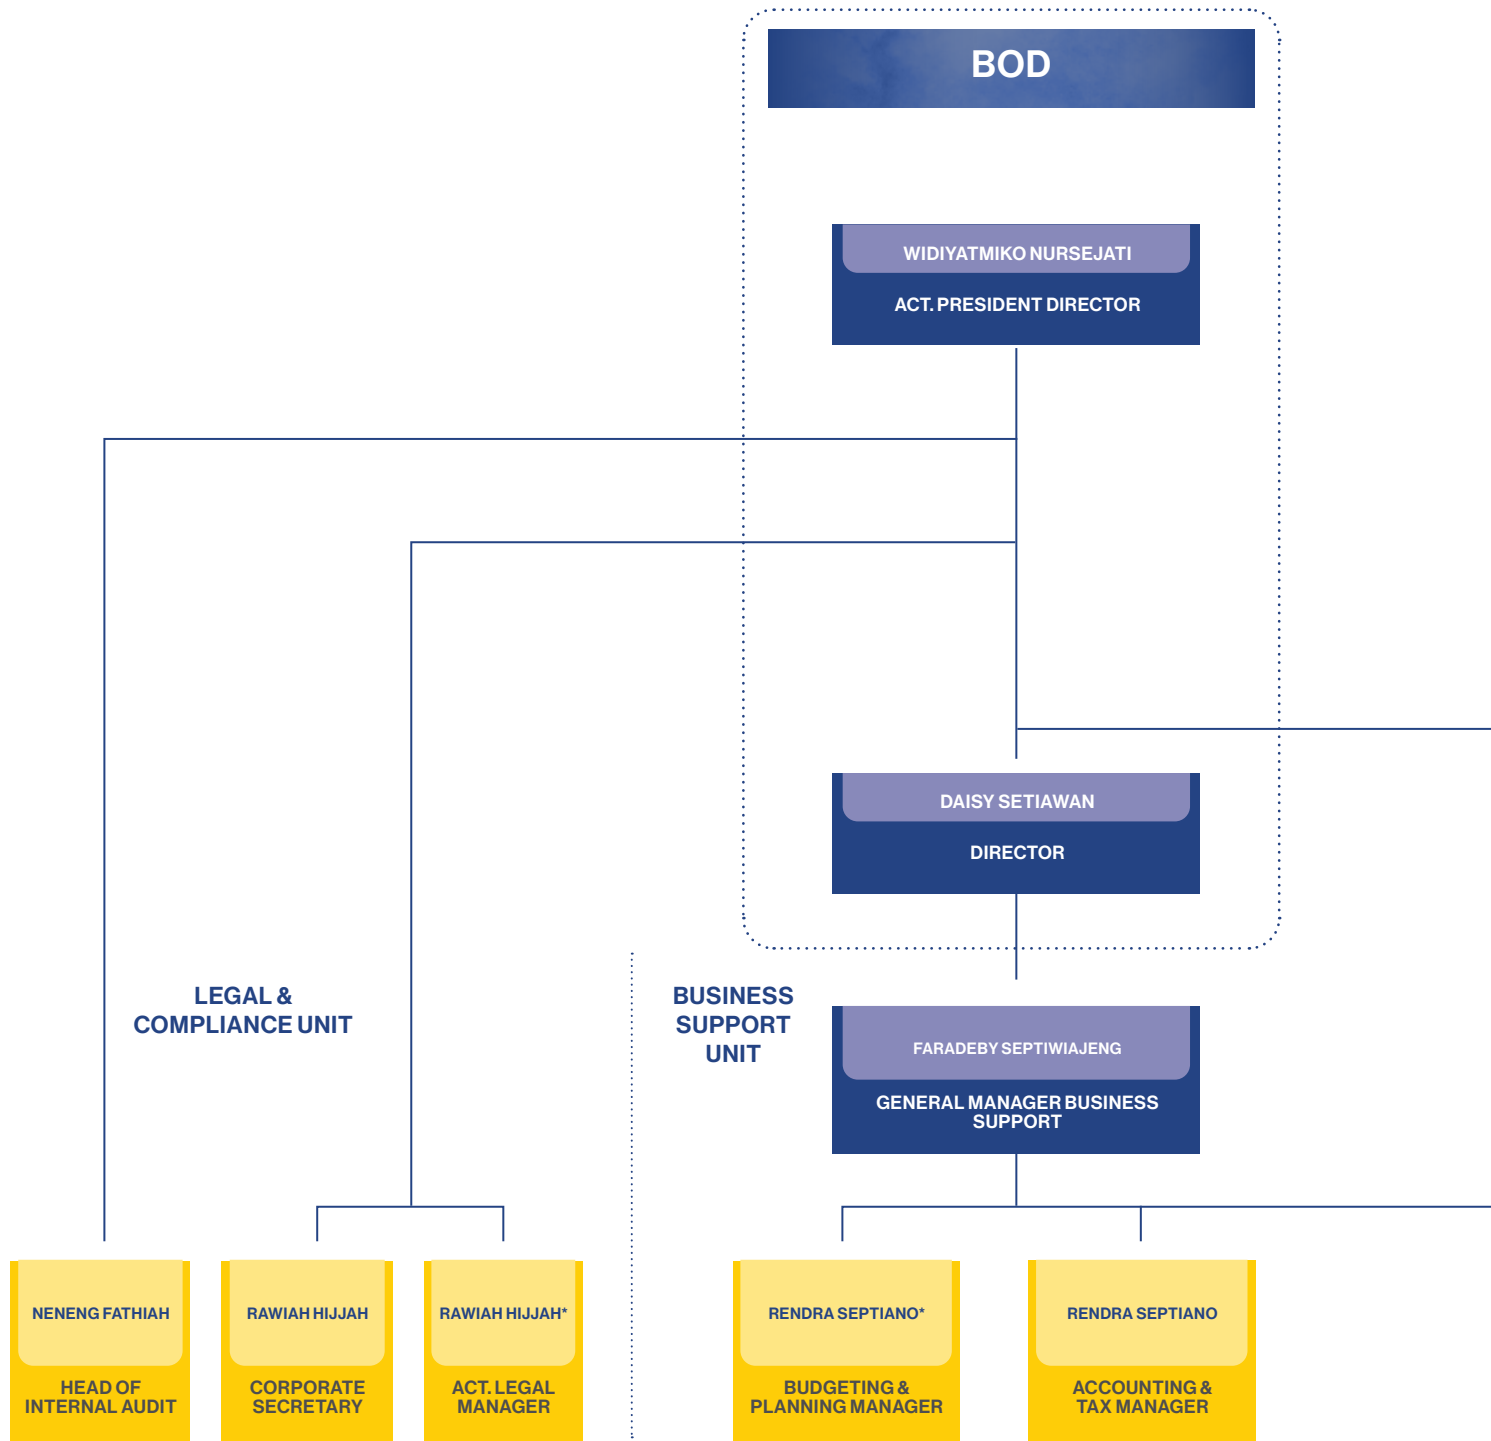 BOD
WIDIYATMIKO NURSEJATI
ACT. PRESIDENT DIRECTOR
DAISY SETIAWAN
DIRECTOR
LEGAL &
COMPLIANCE UNIT
BUSINESS
SUPPORT
UNIT
FARADEBY SEPTIWIAJENG
GENERAL MANAGER BUSINESS
SUPPORT
NENENG FATHIAH
HEAD OF
INTERNAL AUDIT
RAWIAH HIJJAH
CORPORATE
SECRETARY
RAWIAH HIJJAH*
ACT. LEGAL
MANAGER
RENDRA SEPTIANO*
BUDGETING &
PLANNING MANAGER
RENDRA SEPTIANO
ACCOUNTING &
TAX MANAGER